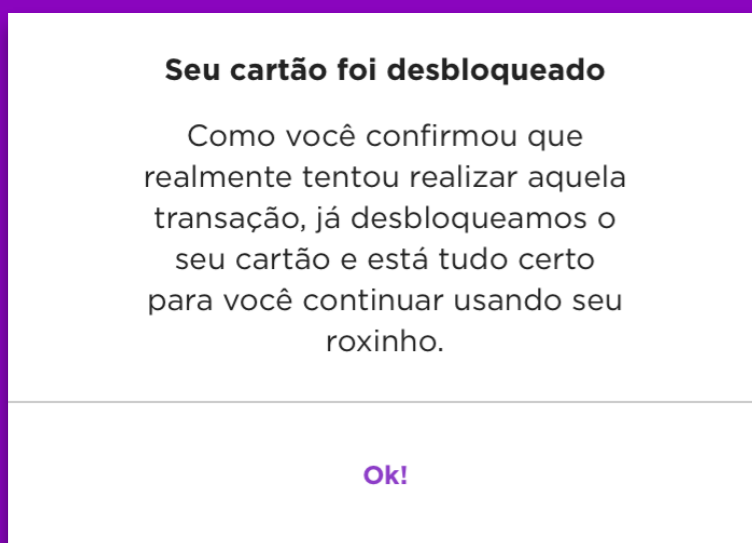 Seu cartão foi desbloqueado
Como você confirmou que
realmente tentou realizar aquela
transação, já desbloqueamos o
seu cartão e está tudo certo
para você continuar usando seu
roxinho.
Ok!